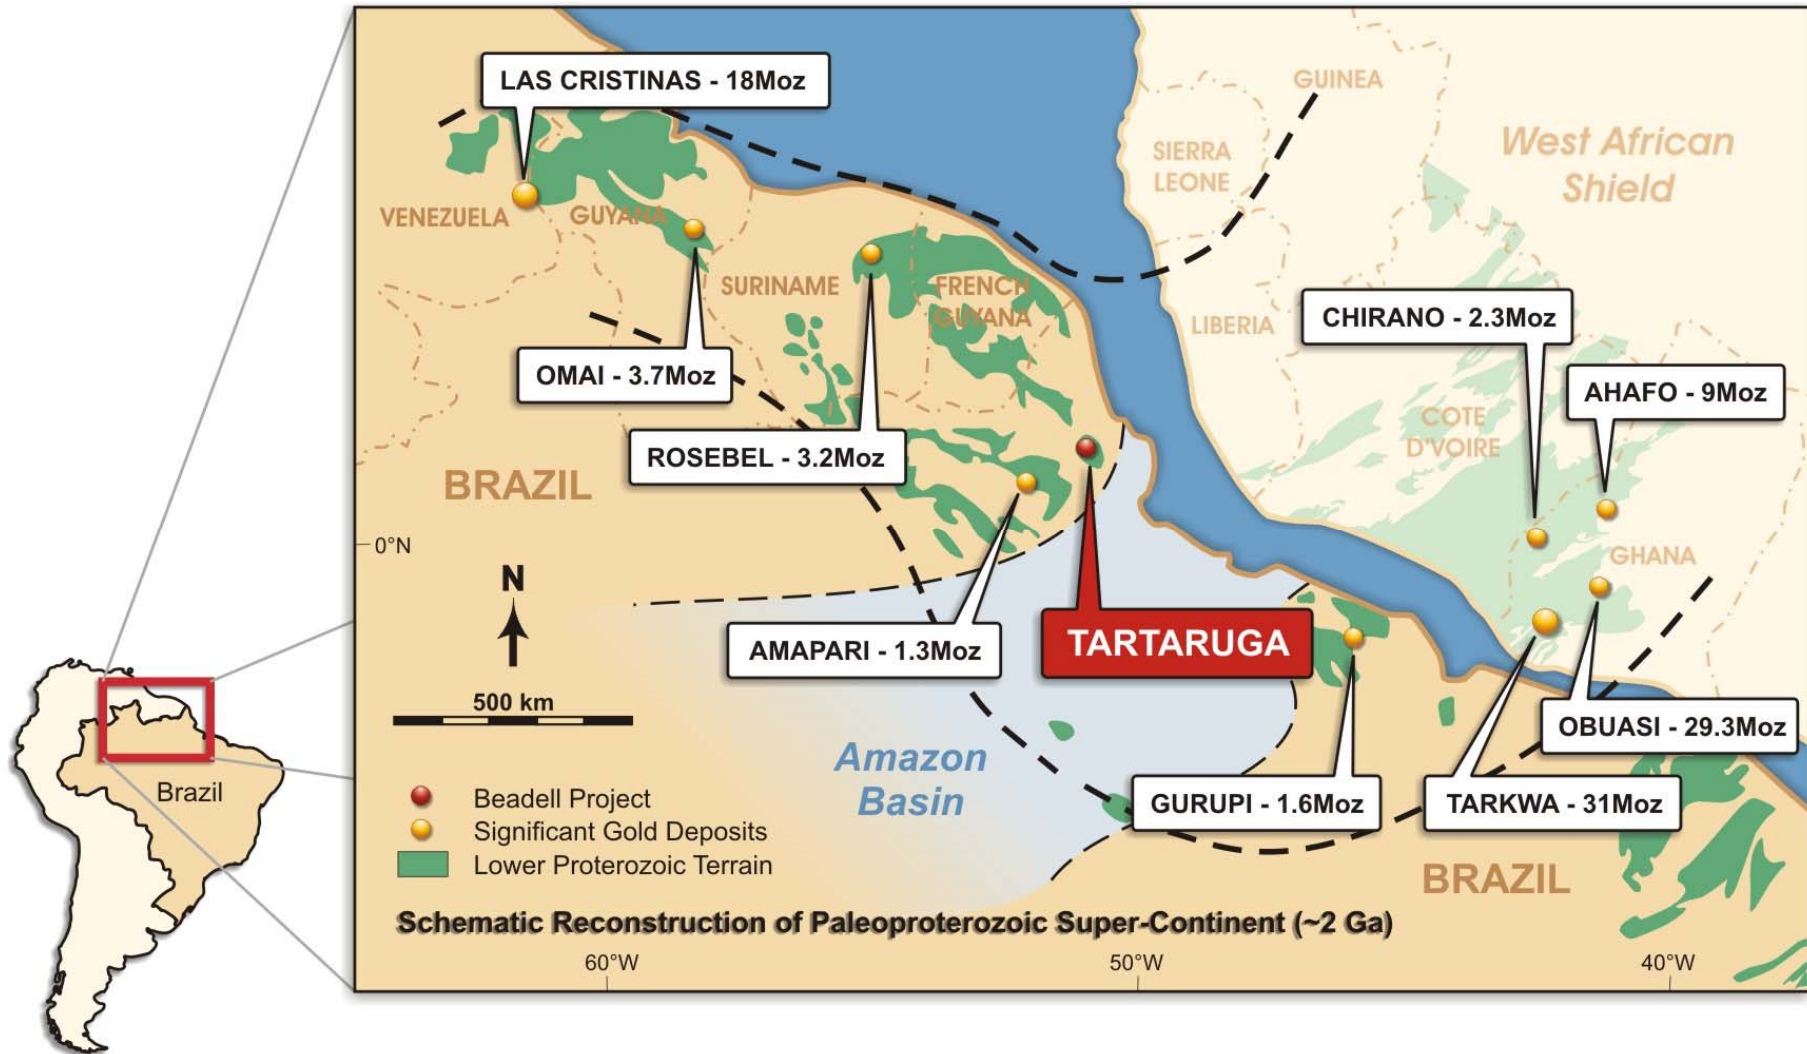 LAS CRISTINAS - 18Moz
GUINEA
West African
Shield
SIERRA
LEONE
VENEZUELA
GUYANA
SURINAME
FRENCH
GUYANA
LIBERIA
CHIRANO - 2.3Moz
OMAI - 3.7Moz
AHAFO - 9Moz
COTE
D'VOIRE
ROSEBEL - 3.2Moz
BRAZIL
0°N
GHANA
N
AMAPARI - 1.3Moz
TARTARUGA
500 km
OBUASI - 29.3Moz
Amazon
Basin
GURUPI - 1.6Moz
TARKWA - 31Moz
Brazil
Beadell Project
Significant Gold Deposits
Lower Proterozoic Terrain
BRAZIL
Schematic Reconstruction of Paleoproterozoic Super-Continent (~2 Ga)
60°W
50°W
40°W